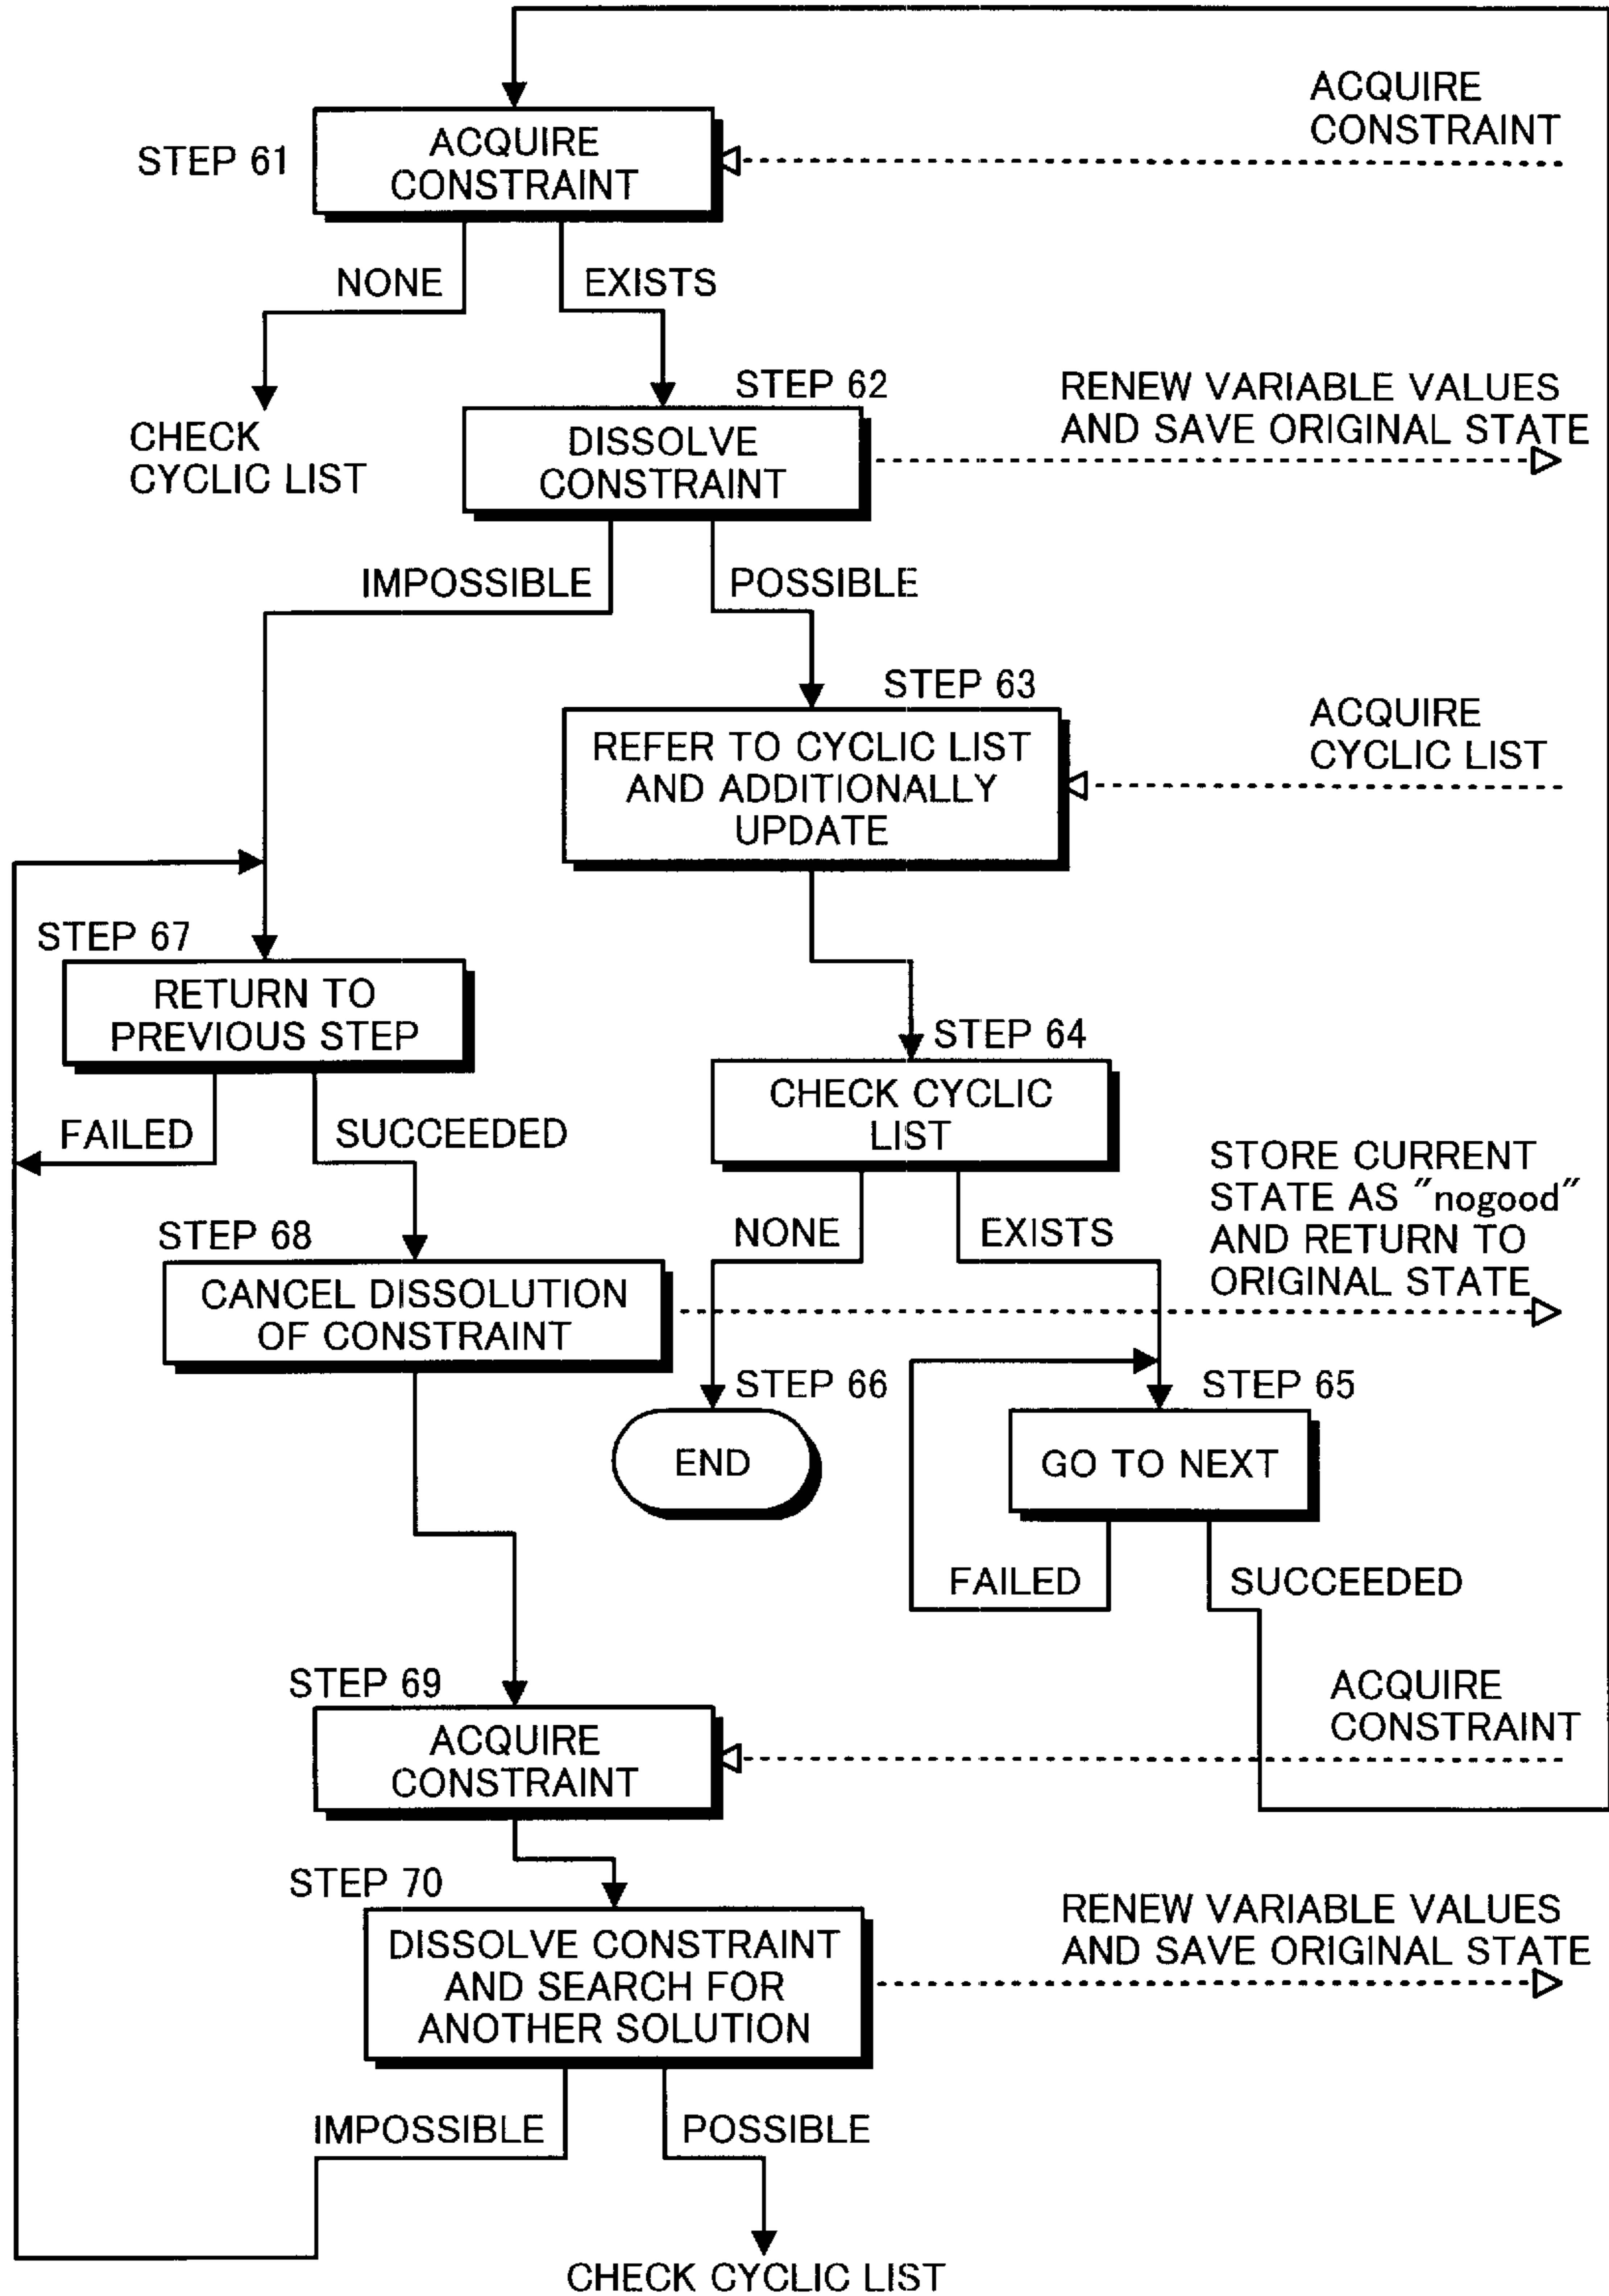 ACQUIRE
CONSTRAINT
STEP 61
ACQUIRE
CONSTRAINT
NONE
EXISTS
CHECK
CYCLIC LIST
STEP 62
DISSOLVE
CONSTRAINT
RENEW VARIABLE VALUES
AND SAVE ORIGINAL STATE
IMPOSSIBLE
POSSIBLE
STEP 63
REFER TO CYCLIC LIST
AND ADDITIONALLY
UPDATE
ACQUIRE
CYCLIC LIST
STEP 67
RETURN TO
PREVIOUS STEP
FAILED
SUCCEEDED
STEP 64
CHECK CYCLIC
LIST
NONE
EXISTS
STORE CURRENT
STATE AS "nogood"
AND RETURN TO
ORIGINAL STATE
STEP 68
CANCEL DISSOLUTION
OF CONSTRAINT
STEP 66
END
STEP 65
GO TO NEXT
FAILED
SUCCEEDED
STEP 69
ACQUIRE
CONSTRAINT
ACQUIRE
CONSTRAINT
STEP 70
DISSOLVE CONSTRAINT
AND SEARCH FOR
ANOTHER SOLUTION
RENEW VARIABLE VALUES
AND SAVE ORIGINAL STATE
IMPOSSIBLE
POSSIBLE
CHECK CYCLIC LIST